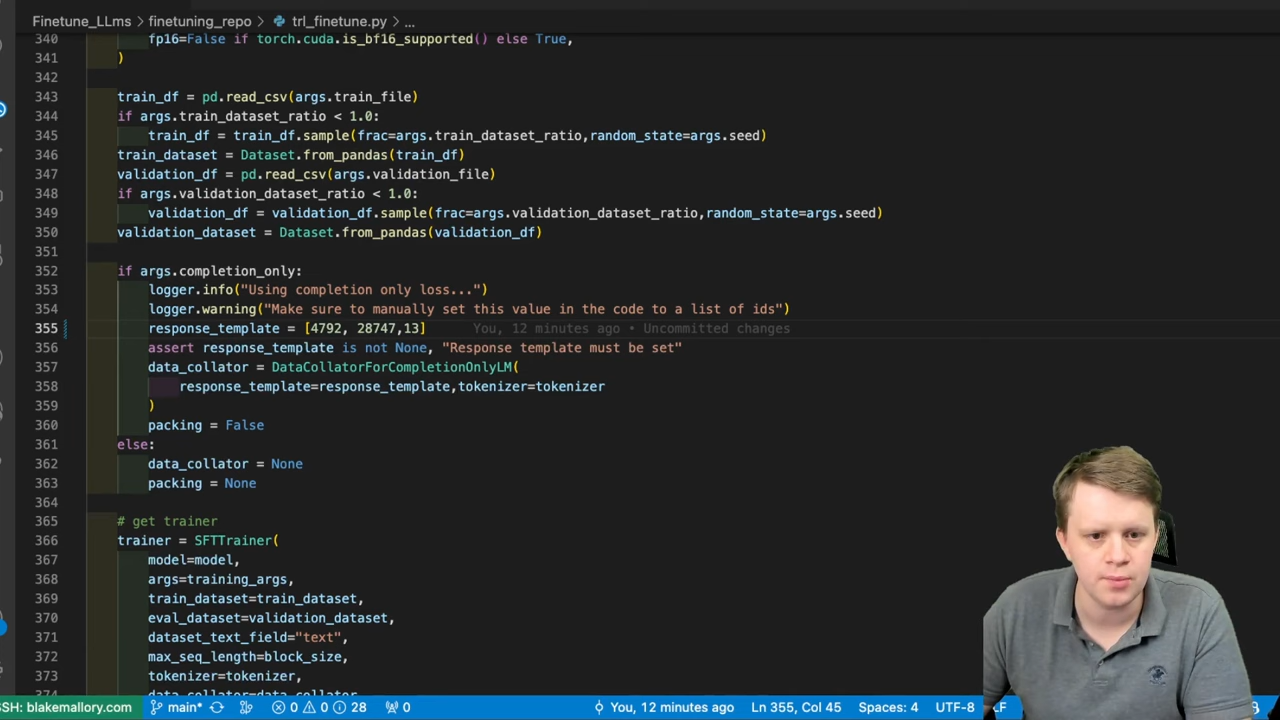 Finetune_LLms > finetuning_repo > trl_finetune.py > ...
340 fp16=False if torch.cuda.is_bf16_supported() else True,
341 )
342
343 train_df = pd.read_csv(args.train_file)
344 if args.train_dataset_ratio < 1.0:
345 train_df = train_df.sample(frac=args.train_dataset_ratio,random_state=args.seed)
346 train_dataset = Dataset.from_pandas(train_df)
347 validation_df = pd.read_csv(args.validation_file)
348 if args.validation_dataset_ratio < 1.0:
349 validation_df = validation_df.sample(frac=args.validation_dataset_ratio,random_state=args.seed)
350 validation_dataset = Dataset.from_pandas(validation_df)
351
352 if args.completion_only:
353 logger.info("Using completion only loss...")
354 logger.warning("Make sure to manually set this value in the code to a list of ids")
355 response_template = [4792, 28747,13] You, 12 minutes ago • Uncommitted changes
356 assert response_template is not None, "Response template must be set"
357 data_collator = DataCollatorForCompletionOnlyLM(
358 response_template=response_template,tokenizer=tokenizer
359 )
360 packing = False
361 else:
362 data_collator = None
363 packing = None
364
365 # get trainer
366 trainer = SFTTrainer(
367 model=model,
368 args=training_args,
369 train_dataset=train_dataset,
370 eval_dataset=validation_dataset,
371 dataset_text_field="text",
372 max_seq_length=block_size,
373 tokenizer=tokenizer,
374 data_collator=data_collator
SSH: blakemallory.com main* 0 0 28 0 You, 12 minutes ago Ln 355, Col 45 Spaces: 4 UTF-8 LF